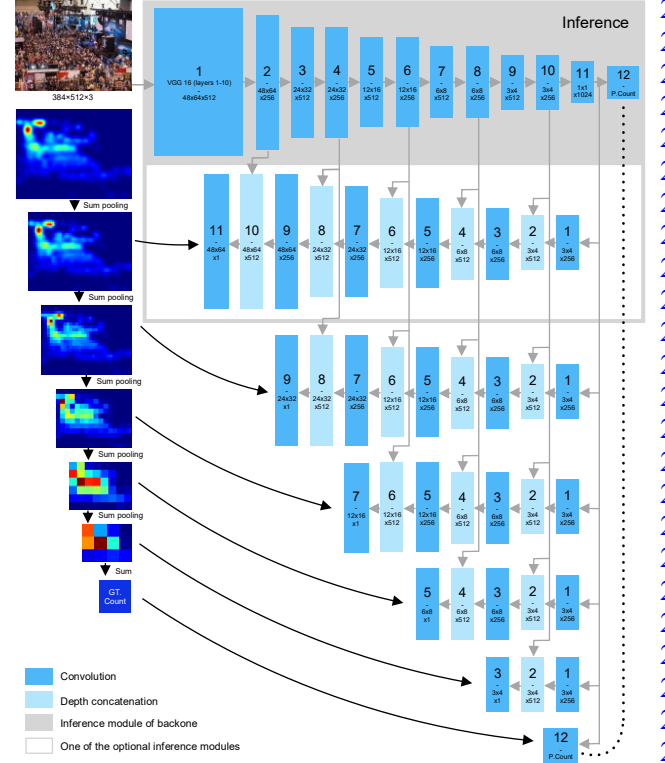 Inference
1
-
VGG 16 (layers 1-10)
-
48x64x512
2
-
48x64
x256
3
-
24x32
x512
4
-
24x32
x256
5
-
12x16
x512
6
-
12x16
x256
7
-
6x8
x512
8
-
6x8
x256
9
-
3x4
x512
10
-
3x4
x256
11
-
1x1
x1024
12
-
P.Count
384×512×3
Sum pooling
11
-
48x64
x1
10
-
48x64
x512
9
-
48x64
x256
8
-
24x32
x512
7
-
24x32
x256
6
-
12x16
x512
5
-
12x16
x256
4
-
6x8
x512
3
-
6x8
x256
2
-
3x4
x512
1
-
3x4
x256
Sum pooling
9
-
24x32
x1
8
-
24x32
x512
7
-
24x32
x256
6
-
12x16
x512
5
-
12x16
x256
4
-
6x8
x512
3
-
6x8
x256
2
-
3x4
x512
1
-
3x4
x256
Sum pooling
Sum pooling
7
-
12x16
x1
6
-
12x16
x512
5
-
12x16
x256
4
-
6x8
x512
3
-
6x8
x256
2
-
3x4
x512
1
-
3x4
x256
Sum pooling
Sum
GT.
Count
5
-
6x8
x1
4
-
6x8
x512
3
-
6x8
x256
2
-
3x4
x512
1
-
3x4
x256
3
-
3x4
x1
2
-
3x4
x512
1
-
3x4
x256
12
-
P.Count
Convolution
Depth concatenation
Inference module of backone
One of the optional inference modules